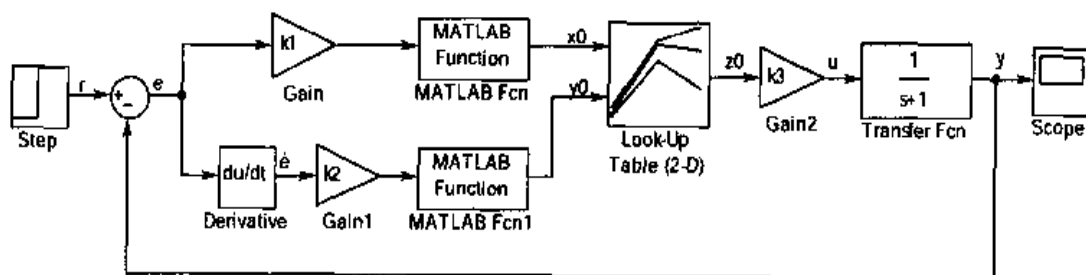 k1
Gain
MATLAB
Function
MATLAB Fcn
x0
y0
Look-Up
Table (2-D)
z0
k3
Gain2
u
1
s+1
Transfer Fcn
y
Scope
Step
r
+
−
e
du/dt
Derivative
ė
k2
Gain1
MATLAB
Function
MATLAB Fcn1